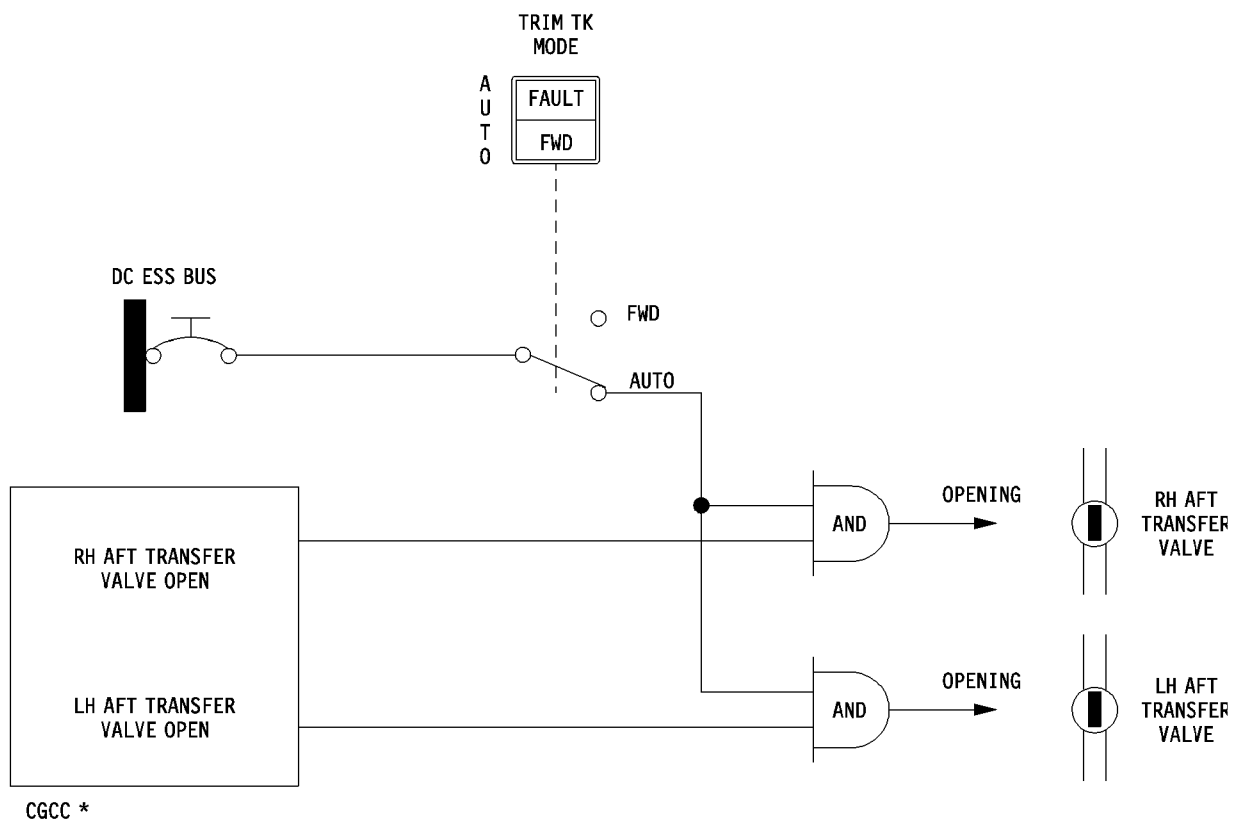 TRIM TK
MODE
AUTO
FAULT
FWD
DC ESS BUS
FWD
AUTO
RH AFT TRANSFER
VALVE OPEN
AND
OPENING
RH AFT
TRANSFER
VALVE
LH AFT TRANSFER
VALVE OPEN
AND
OPENING
LH AFT
TRANSFER
VALVE
CGCC *